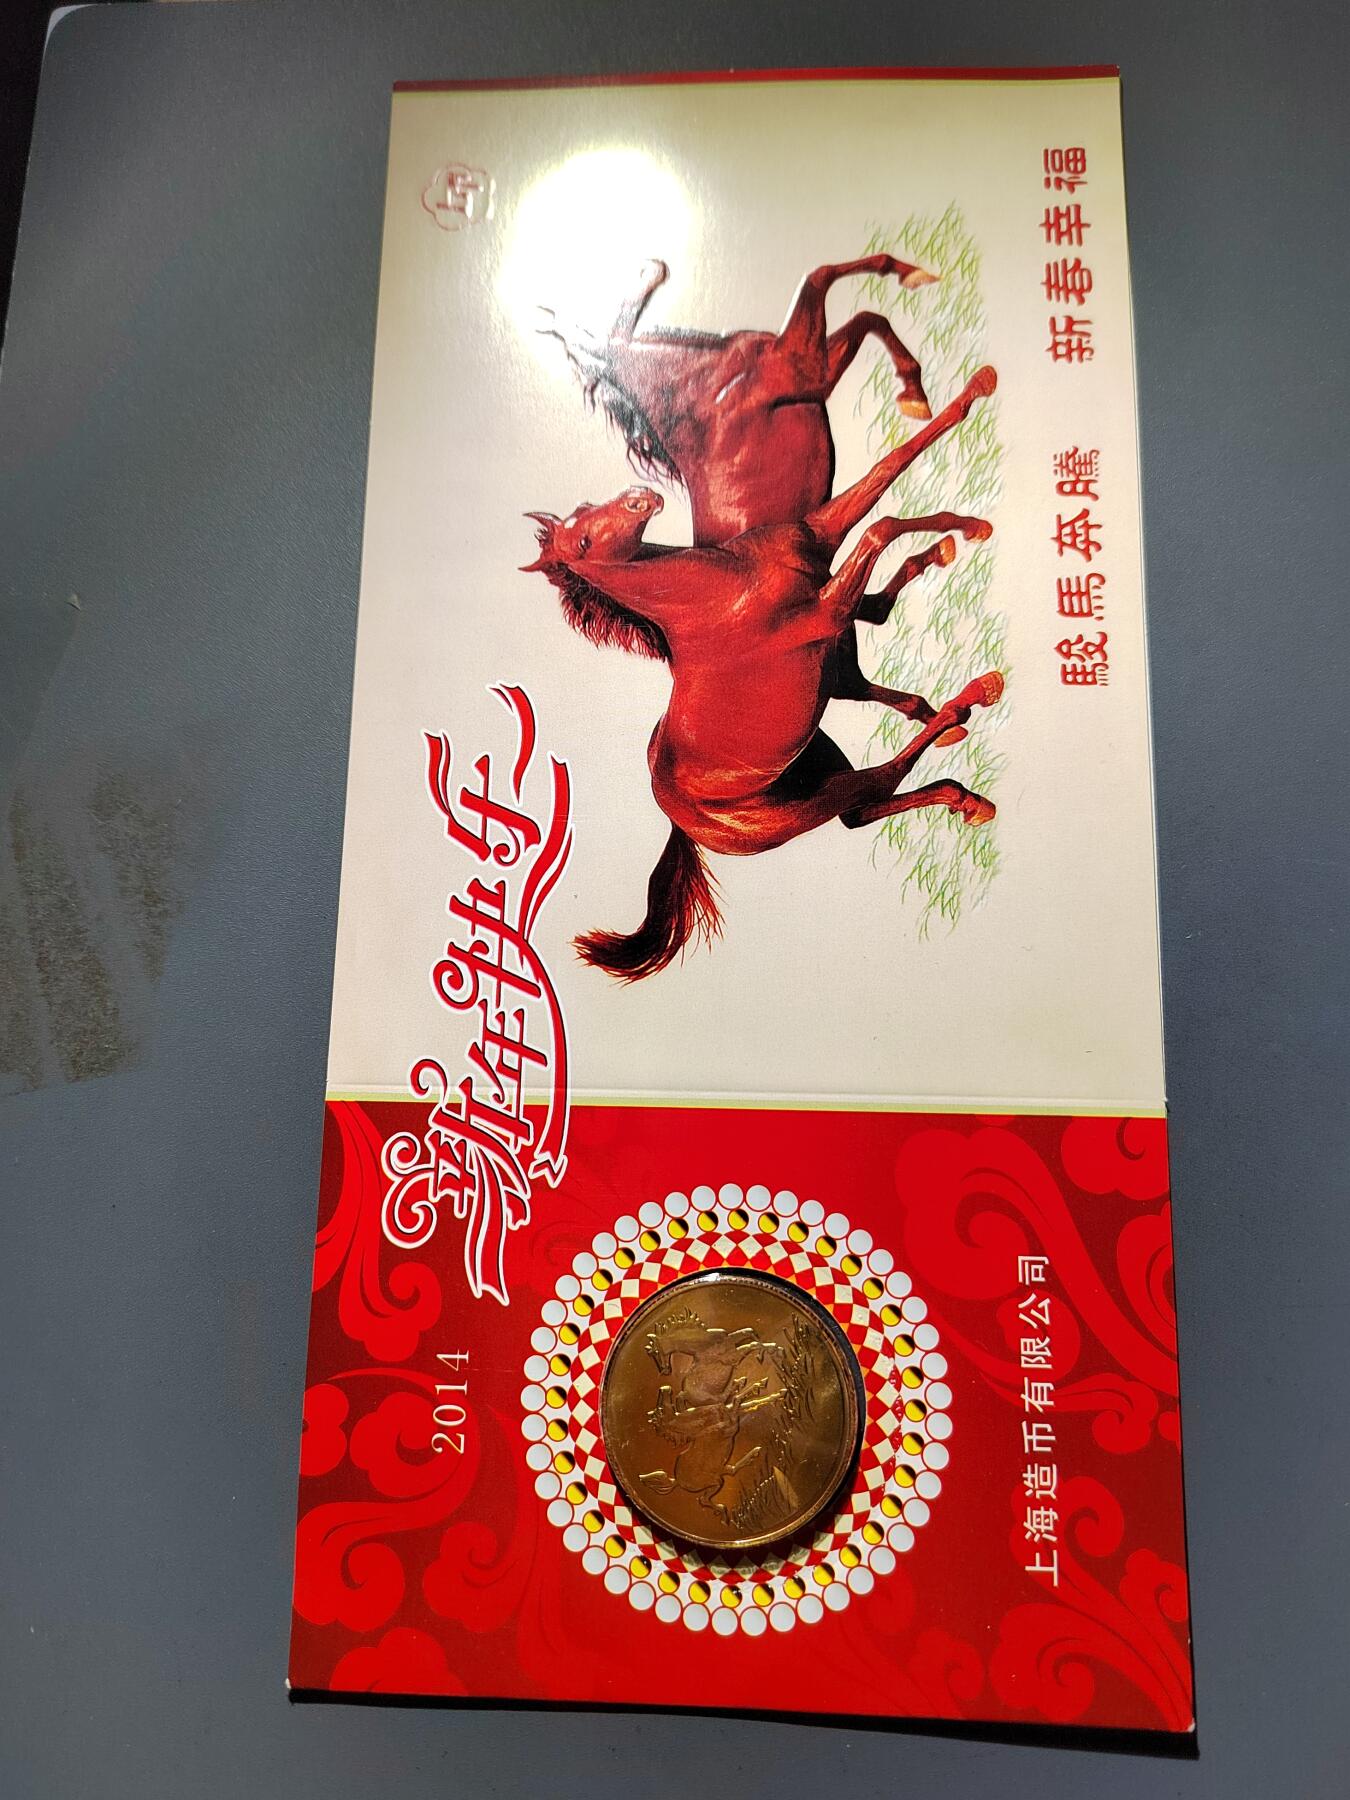 新年快乐
2014
上海造币有限公司
駿馬奔騰 新春幸福